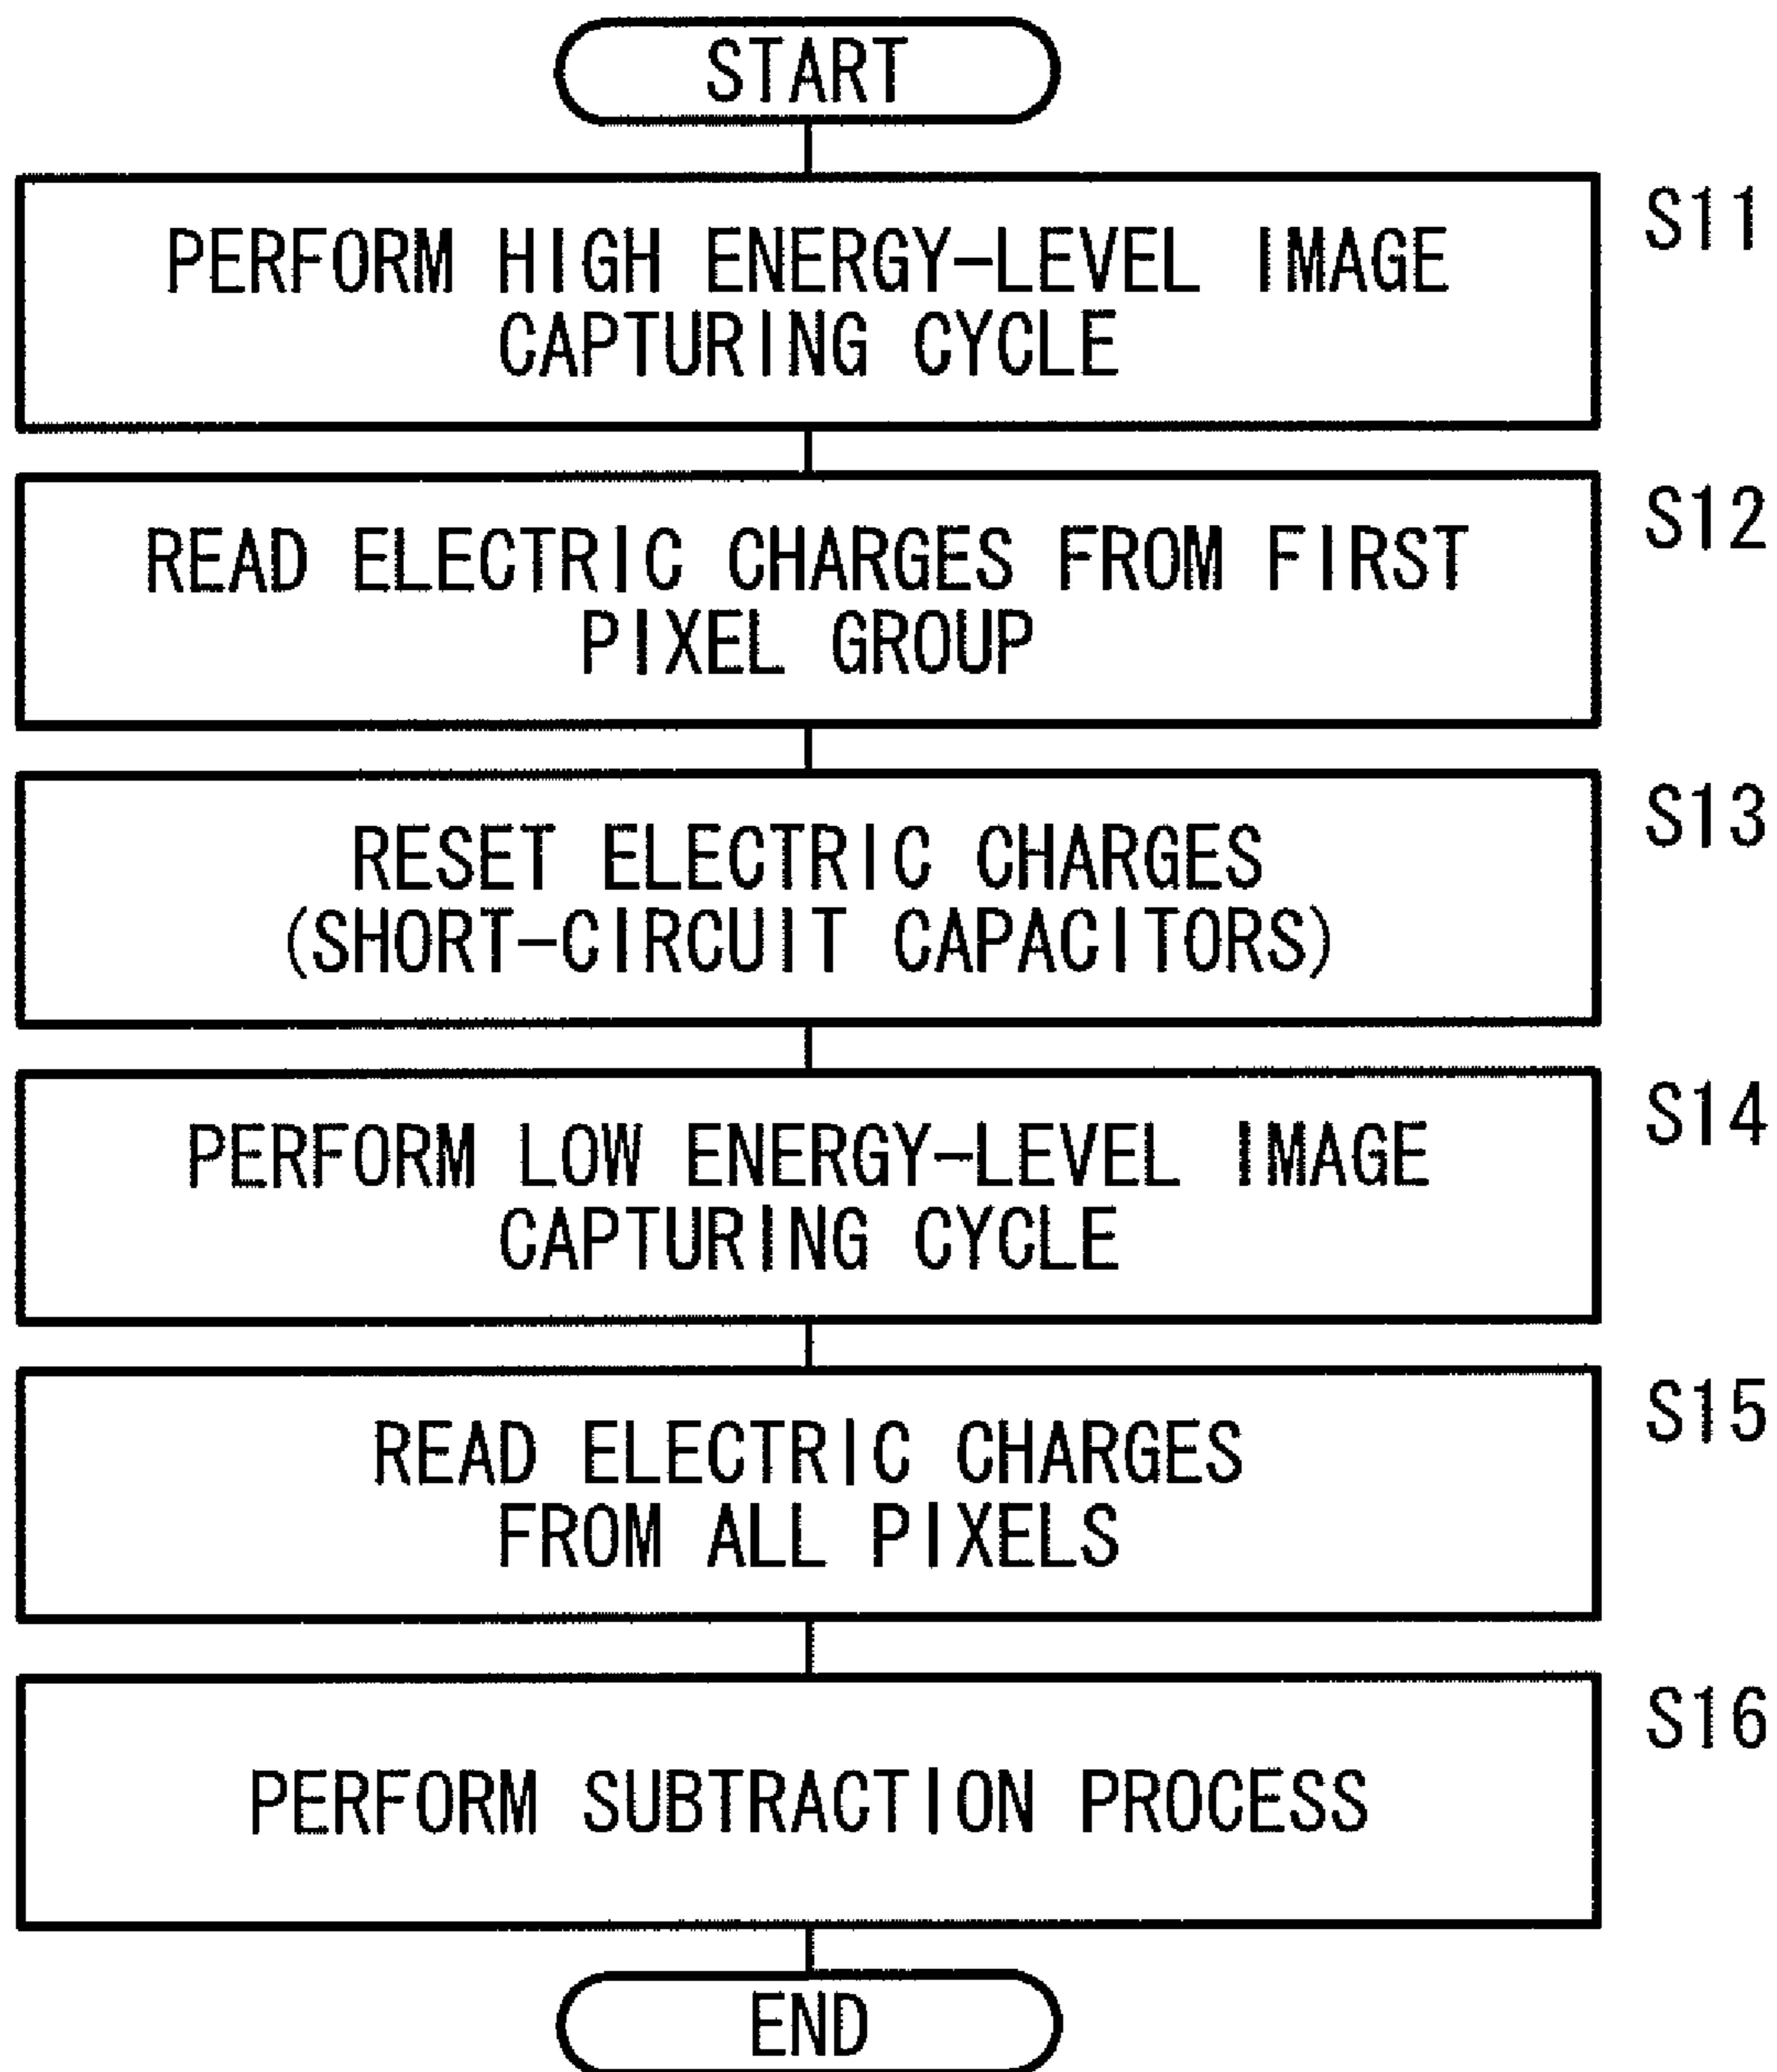 START
S11
PERFORM HIGH ENERGY-LEVEL IMAGE
CAPTURING CYCLE
S12
READ ELECTRIC CHARGES FROM FIRST
PIXEL GROUP
S13
RESET ELECTRIC CHARGES
(SHORT-CIRCUIT CAPACITORS)
S14
PERFORM LOW ENERGY-LEVEL IMAGE
CAPTURING CYCLE
S15
READ ELECTRIC CHARGES
FROM ALL PIXELS
S16
PERFORM SUBTRACTION PROCESS
END